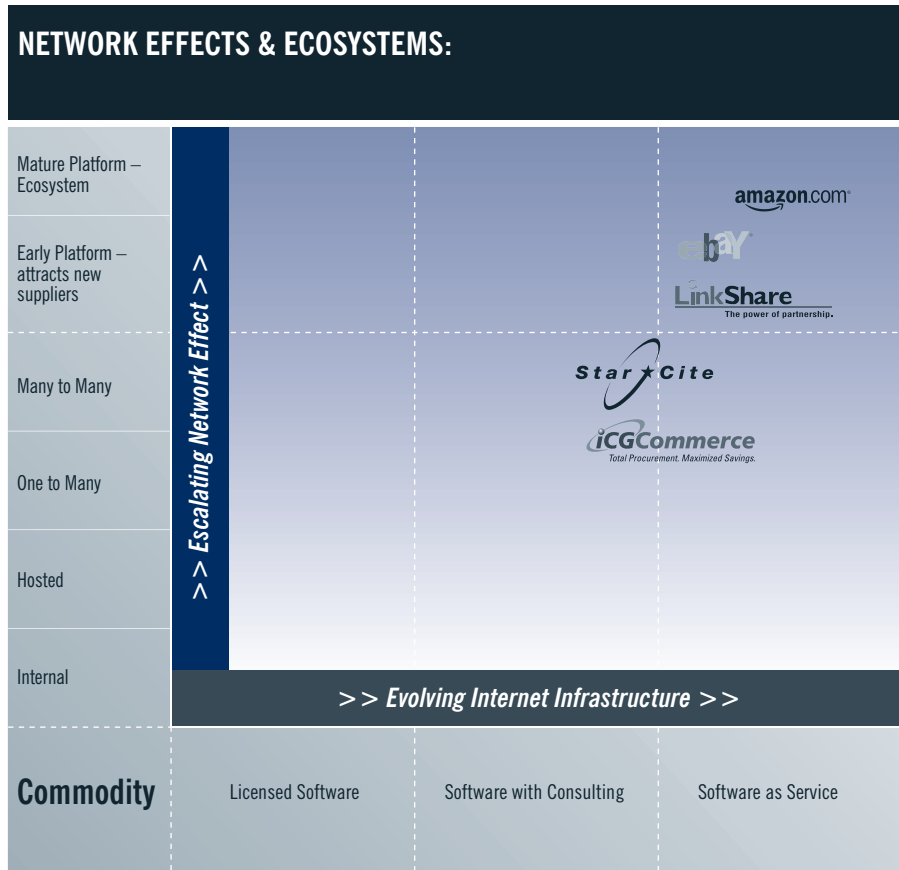 NETWORK EFFECTS & ECOSYSTEMS:
Mature Platform –
Ecosystem
Early Platform –
attracts new
suppliers
Many to Many
One to Many
Hosted
Internal
> > Escalating Network Effect > >
amazon.com®
ebaY™
LinkShare
The power of partnership.
Star★Cite
iCGCommerce
Total Procurement. Maximized Savings.
> > Evolving Internet Infrastructure > >
Commodity
Licensed Software
Software with Consulting
Software as Service